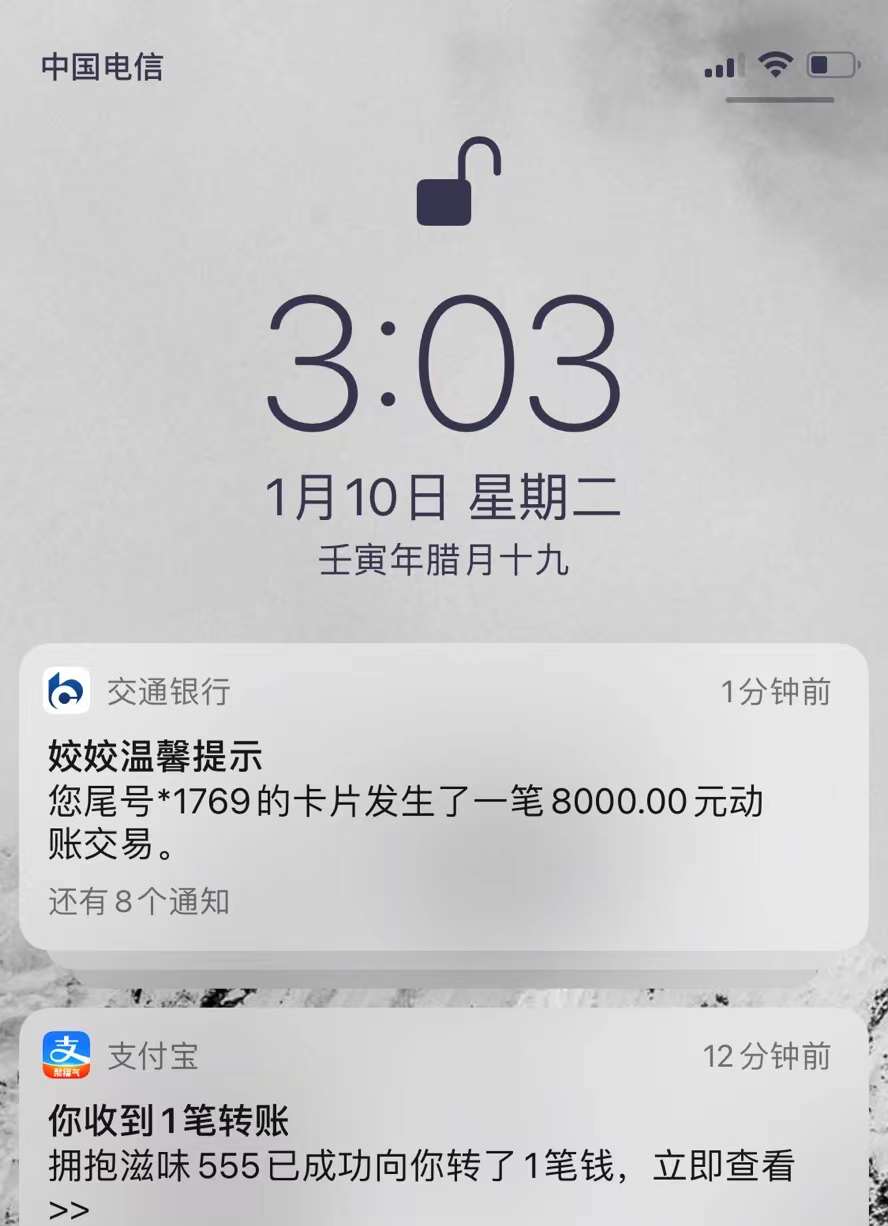 中国电信
3:03
1月10日 星期二
壬寅年腊月十九
交通银行
1分钟前
姣姣温馨提示
您尾号*1769的卡片发生了一笔8000.00元动
账交易。
还有8个通知
支付宝
12分钟前
你收到1笔转账
拥抱滋味555已成功向你转了1笔钱，立即查看
>>